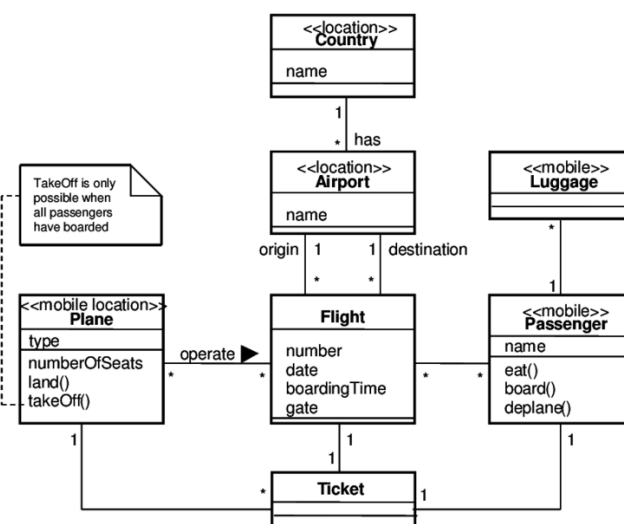 <<location>>
Country
name
1
* has
<<location>>
Airport
name
TakeOff is only
possible when
all passengers
have boarded
<<mobile>>
Luggage
origin 1 1 destination
* *
*
1
<<mobile location>>
Plane
type
numberOfSeats
land()
takeOff()
operate
* *
Flight
number
date
boardingTime
gate
* *
<<mobile>>
Passenger
name
eat()
board()
deplane()
1
1
1
1
*
Ticket
1